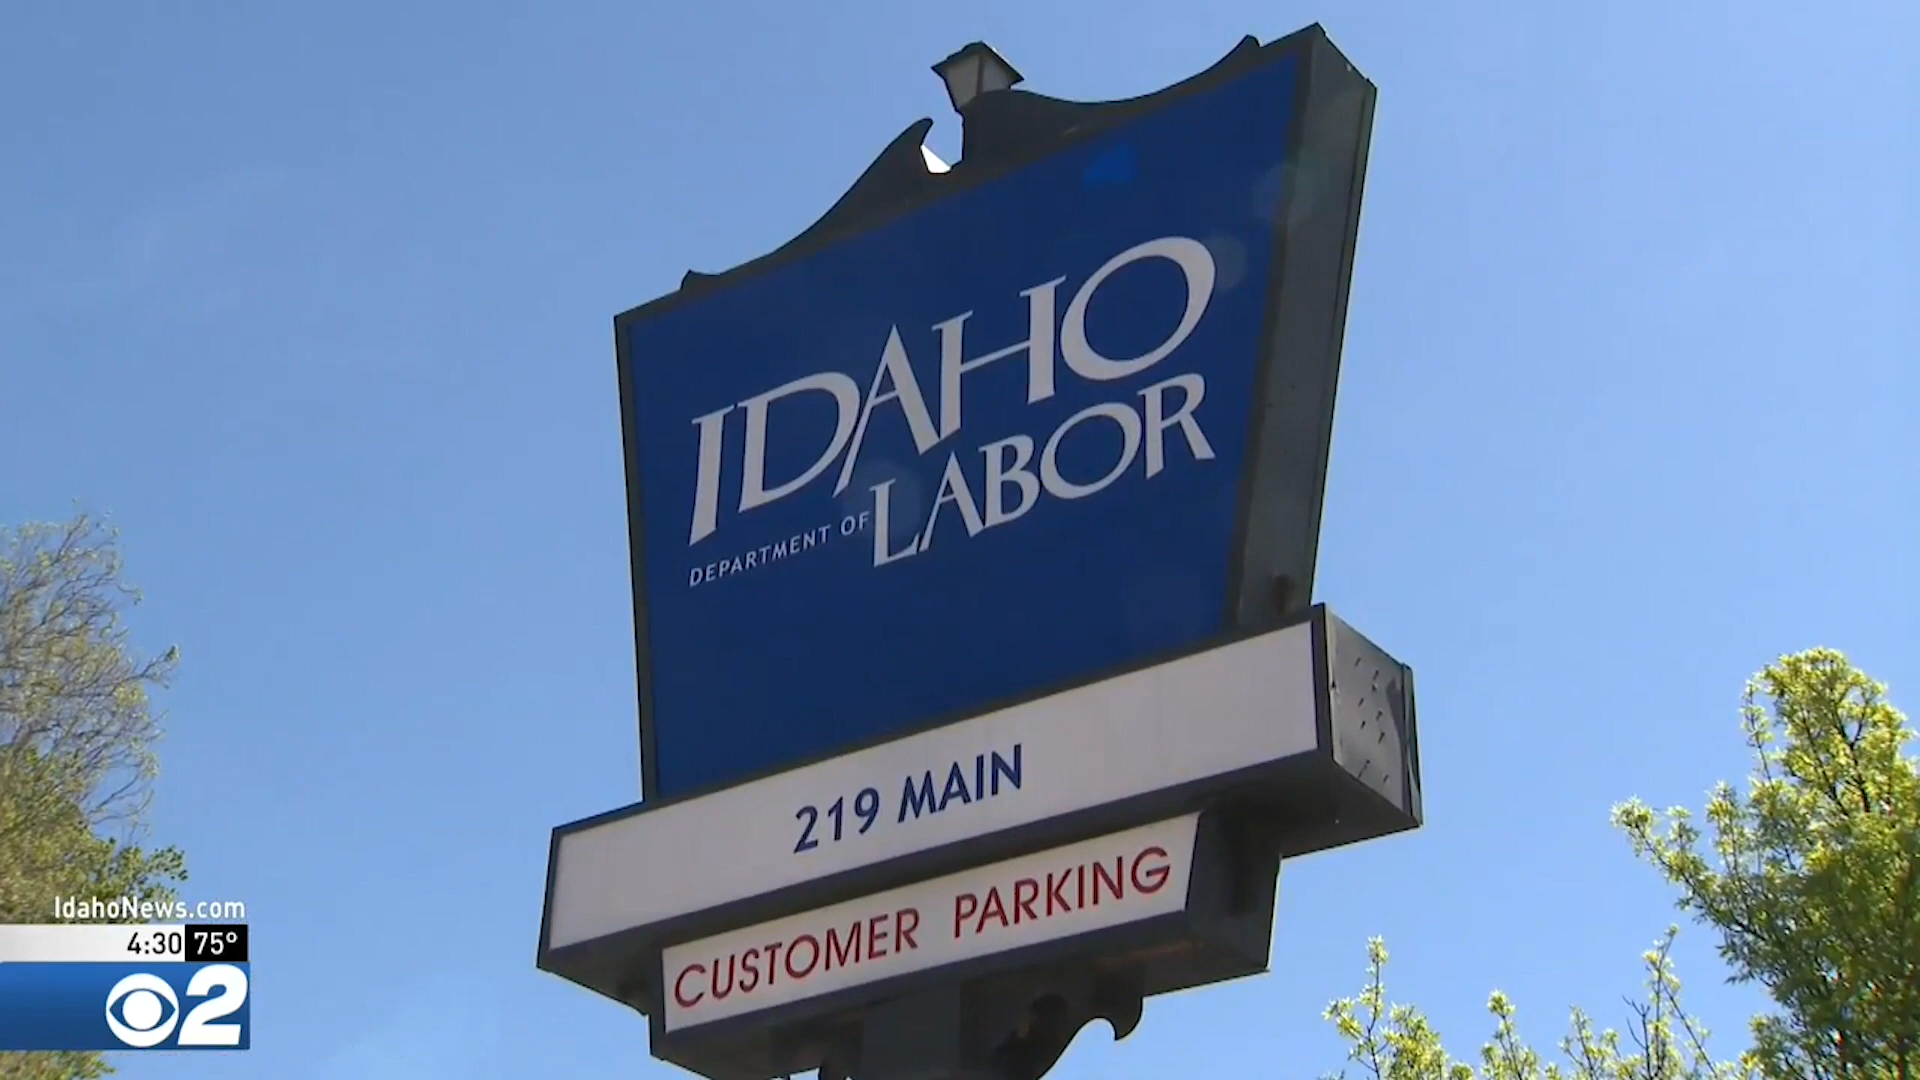 IDAHO
DEPARTMENT OF LABOR
219 MAIN
CUSTOMER PARKING
IdahoNews.com
4:30 75°
2